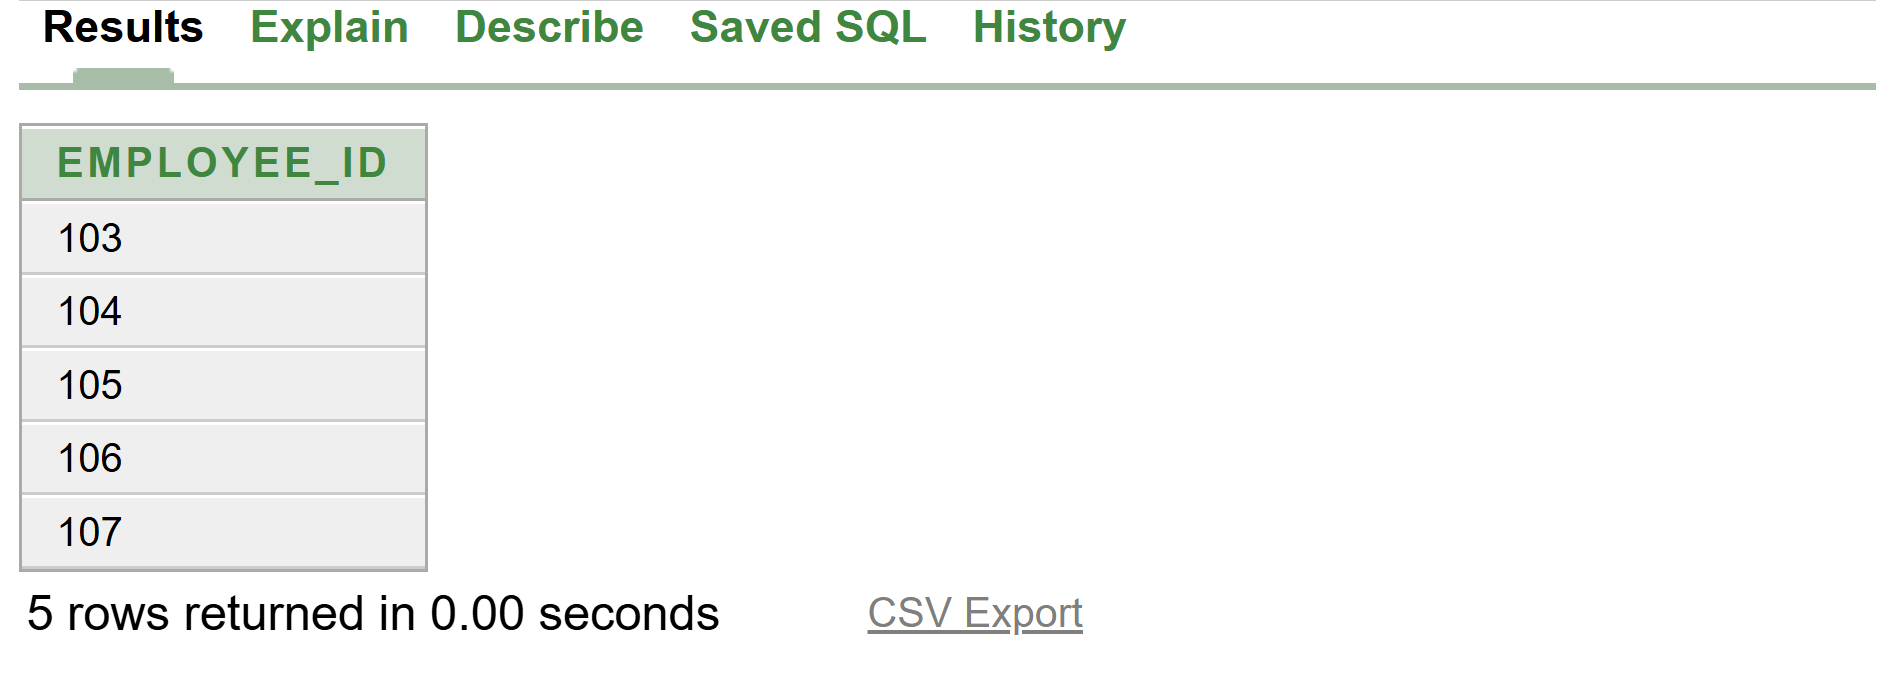 Results Explain Describe Saved SQL History
EMPLOYEE_ID
103
104
105
106
107
5 rows returned in 0.00 seconds CSV Export